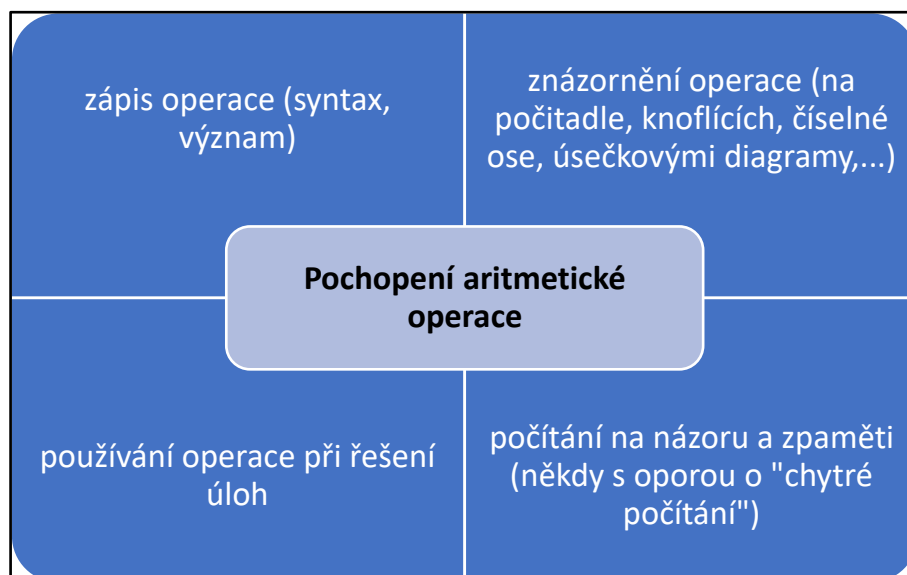 zápis operace (syntax,
význam)
znázornění operace (na
počitadle, knoflících, číselné
ose, úsečkovými diagramy,...)
Pochopení aritmetické
operace
používání operace při řešení
úloh
počítání na názoru a zpaměti
(někdy s oporou o "chytré
počítání")